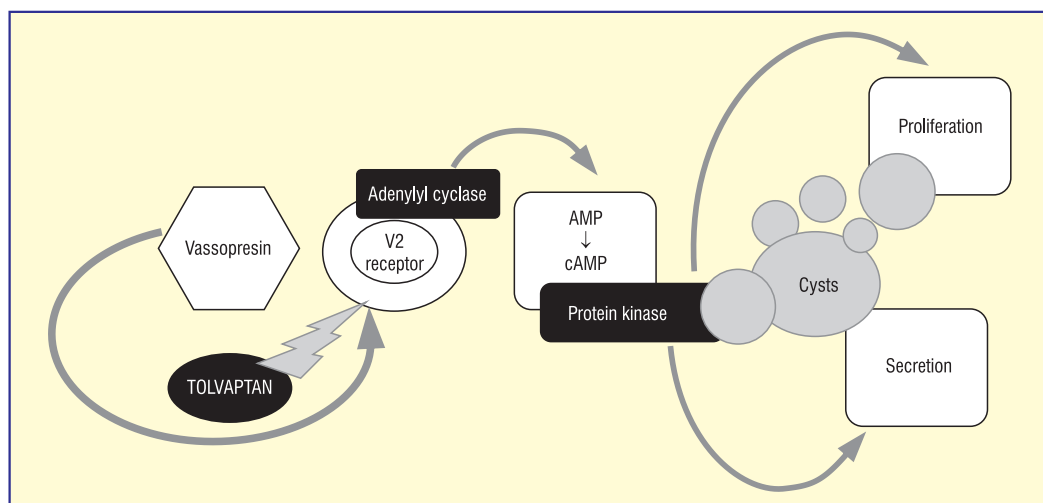 Vassopresin
TOLVAPTAN
Adenylyl cyclase
V2
receptor
AMP
↓
cAMP
Protein kinase
Cysts
Proliferation
Secretion